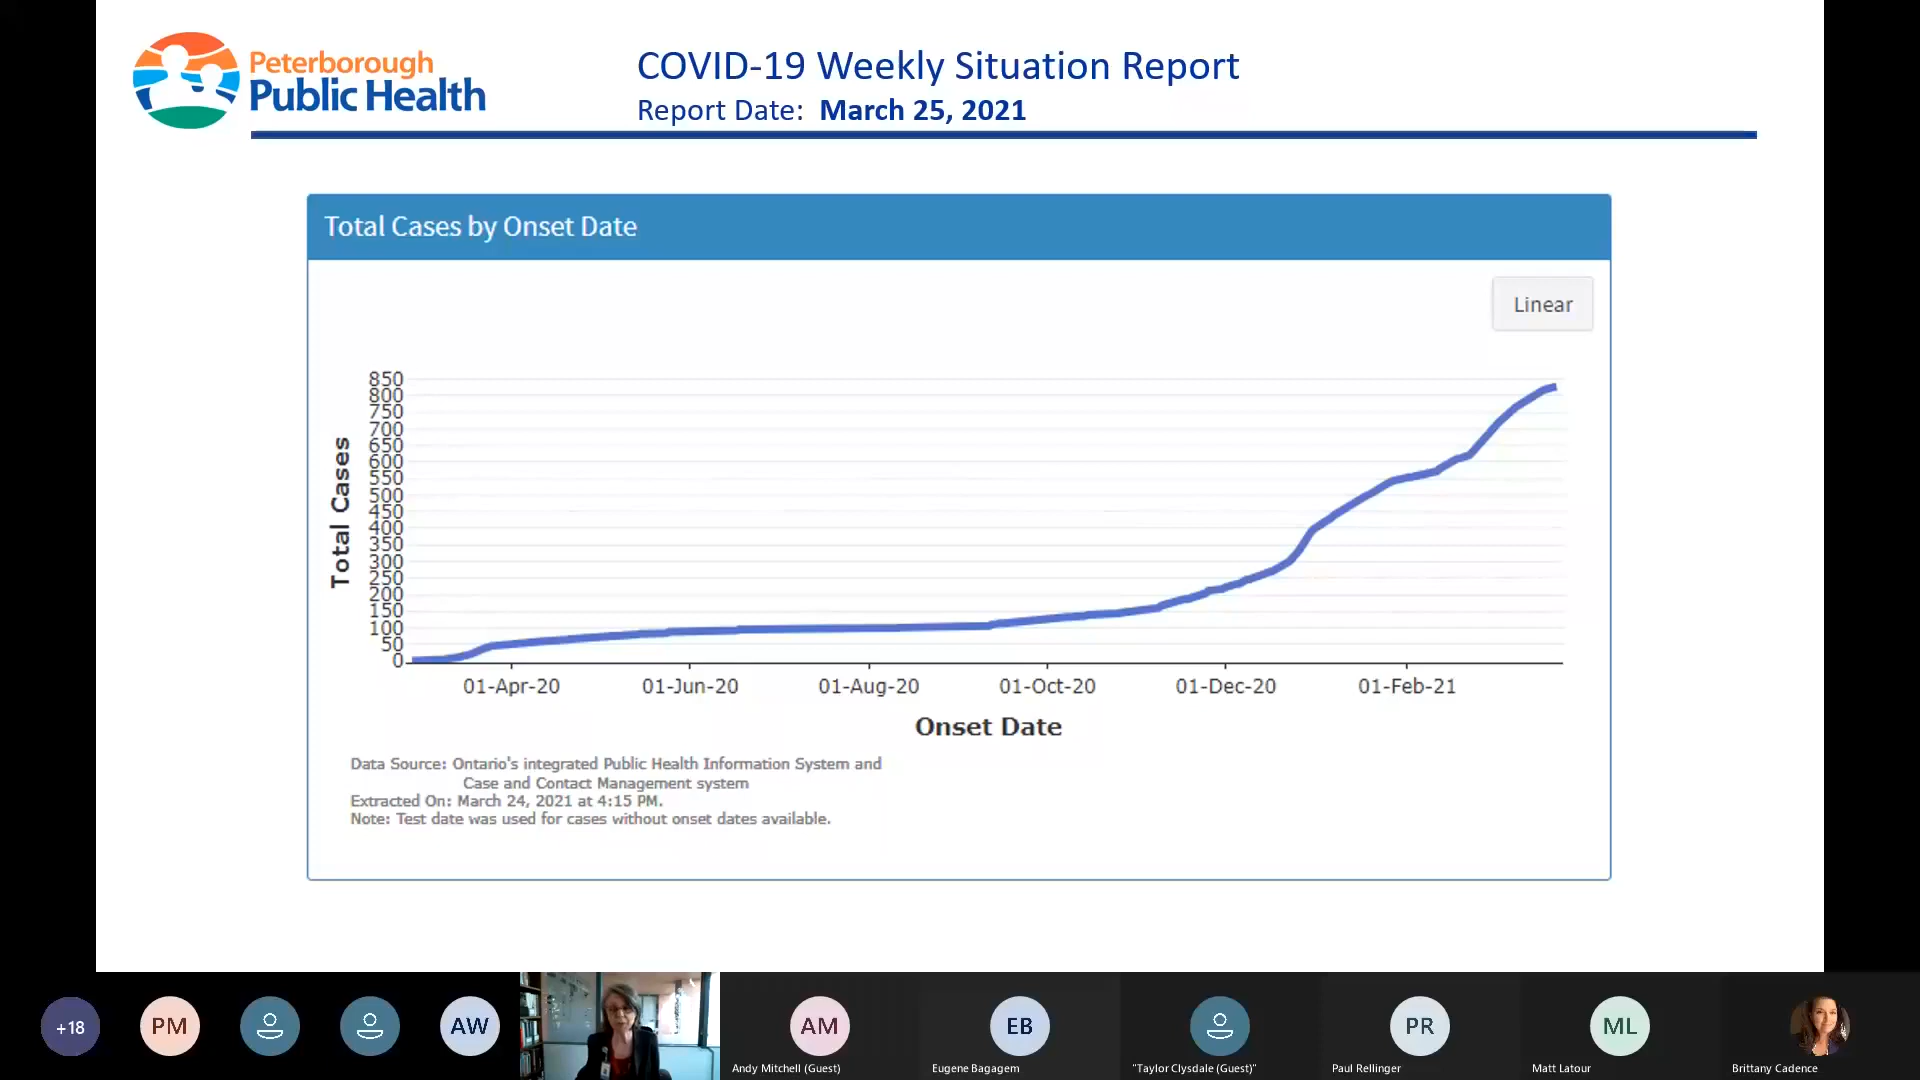 Peterborough
Public Health
COVID-19 Weekly Situation Report
Report Date: March 25, 2021
Total Cases by Onset Date
Linear
850
800
750
700
650
600
550
500
450
400
350
300
250
200
150
100
50
0
Total Cases
01-Apr-20 01-Jun-20 01-Aug-20 01-Oct-20 01-Dec-20 01-Feb-21
Onset Date
Data Source: Ontario's integrated Public Health Information System and
Case and Contact Management system
Extracted On: March 24, 2021 at 4:15 PM.
Note: Test date was used for cases without onset dates available.
+18 PM AW AM EB PR ML
Andy Mitchell (Guest) Eugene Bagagem "Taylor Clysdale (Guest)" Paul Rellinger Matt Latour Brittany Cadence